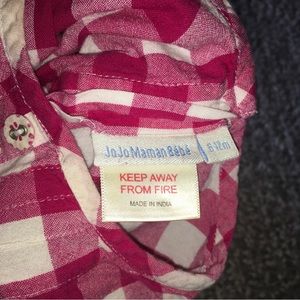 JoJo Maman Bébé 6-12m
KEEP AWAY
FROM FIRE
MADE IN INDIA